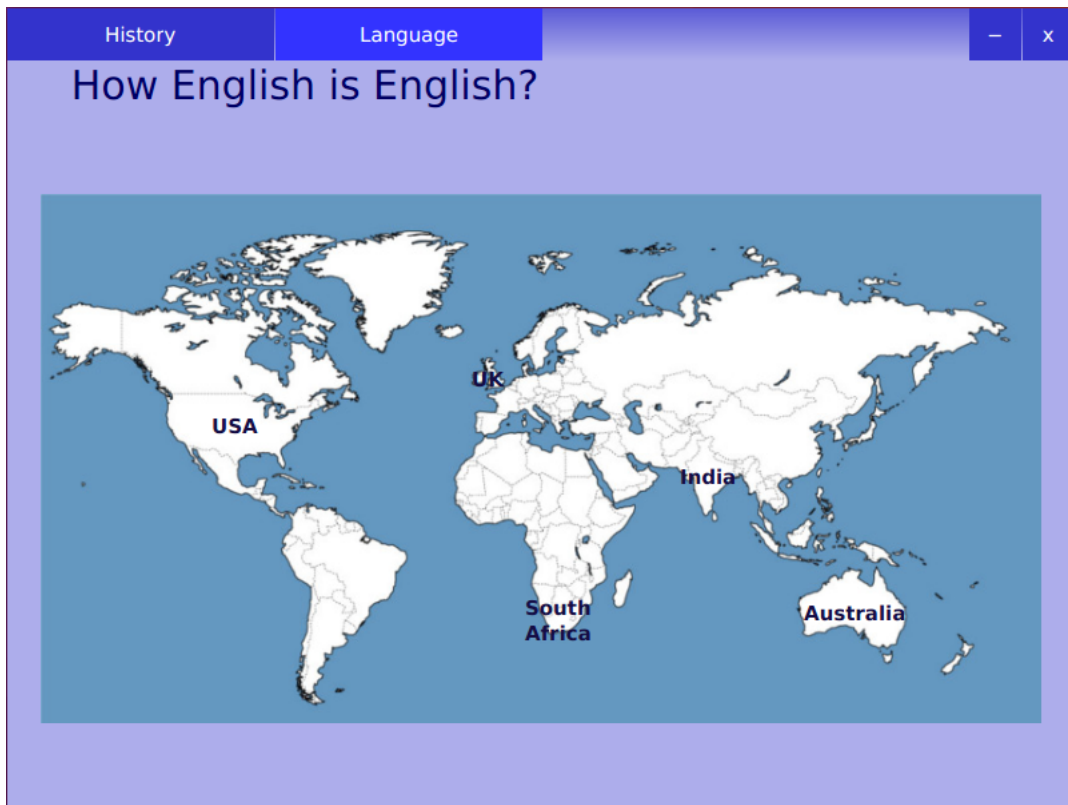 History Language – x
How English is English?
UK
USA
India
South
Africa
Australia